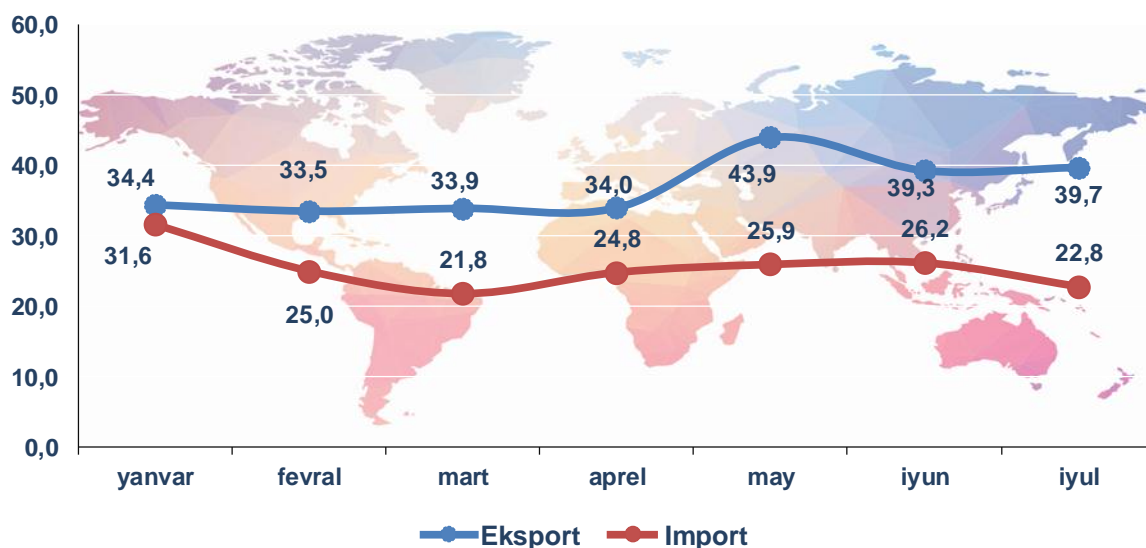 60,0
50,0
40,0
30,0
20,0
10,0
0,0
34,4 33,5 33,9 34,0 43,9 39,3 39,7
31,6 25,0 21,8 24,8 25,9 26,2 22,8
yanvar fevral mart aprel may iyun iyul
Eksport Import